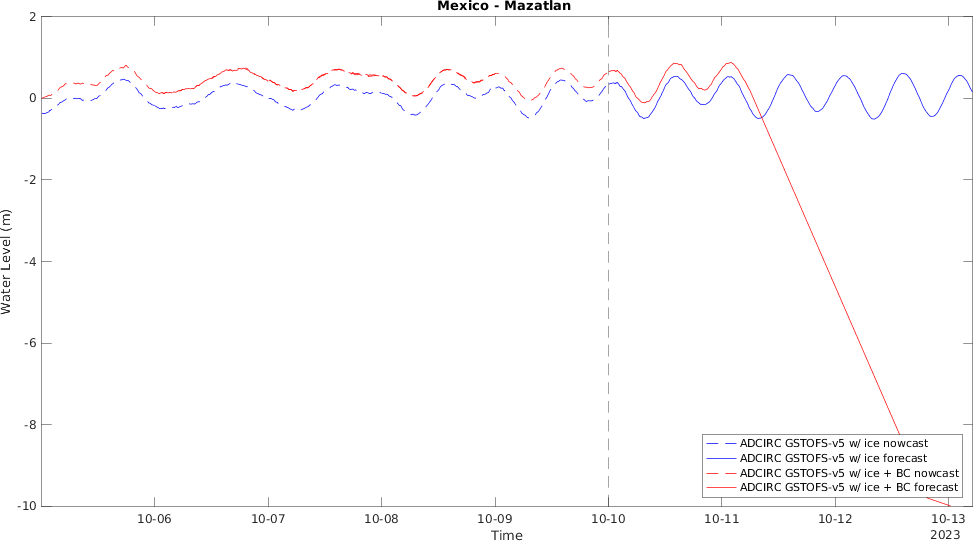 Mexico - Mazatlan
2
0
-2
-4
-6
-8
-10
Water Level (m)
ADCIRC GSTOFS-v5 w/ ice nowcast
ADCIRC GSTOFS-v5 w/ ice forecast
ADCIRC GSTOFS-v5 w/ ice + BC nowcast
ADCIRC GSTOFS-v5 w/ ice + BC forecast
10-06 10-07 10-08 10-09 10-10 10-11 10-12 10-13
2023
Time